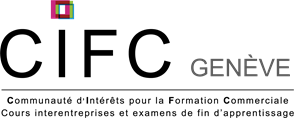 CIFC GENÈVE
Communauté d'Intérêts pour la Formation Commerciale
Cours interentreprises et examens de fin d'apprentissage